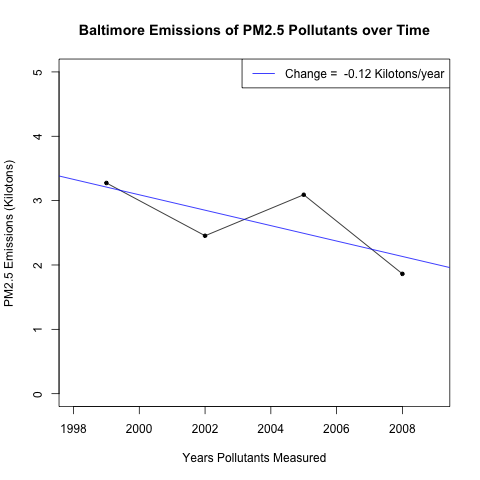 Baltimore Emissions of PM2.5 Pollutants over Time
Change =  -0.12 Kilotons/year
PM2.5 Emissions (Kilotons)
5
4
3
2
1
0
1998 2000 2002 2004 2006 2008
Years Pollutants Measured